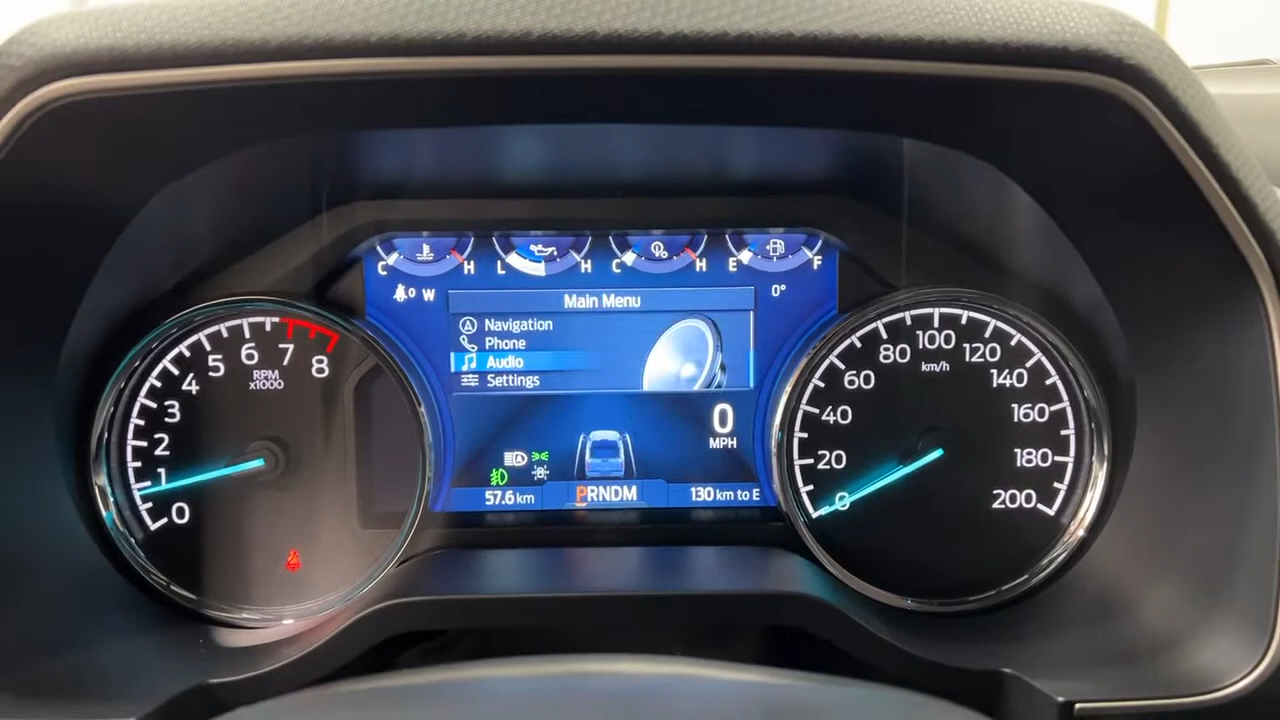 C H L H C H E F
0 W
0°
Main Menu
Navigation
Phone
Audio
Settings
0
MPH
57.6 km
PRNDM
130 km to E
0
1
2
3
4
5
6
7
8
RPM
x1000
0
20
40
60
80
100
120
140
160
180
200
km/h